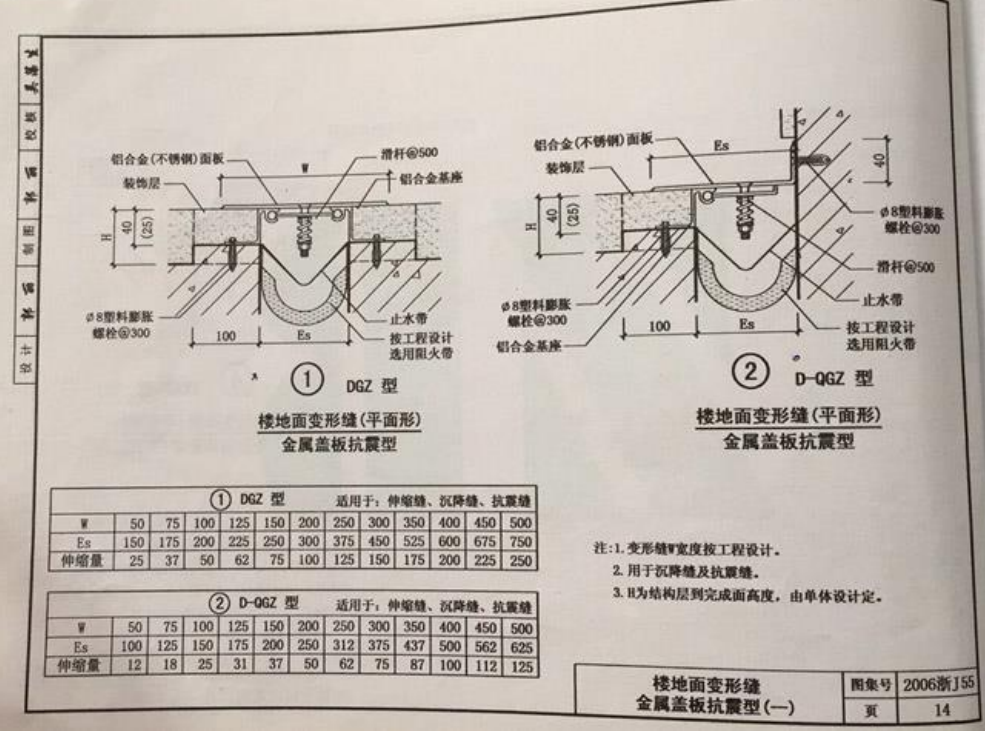 校核
制图
设计
铝合金(不锈钢)面板
滑杆@500
W
装饰层
铝合金基座
H
40
(25)
ø8塑料膨胀
螺栓@300
止水带
按工程设计
选用阻火带
100
Es
① DGZ 型
楼地面变形缝(平面形)
金属盖板抗震型
铝合金(不锈钢)面板
Es
装饰层
40
H
40
(25)
ø8塑料膨胀
螺栓@300
滑杆@500
止水带
ø8塑料膨胀
螺栓@300
铝合金基座
100
Es
按工程设计
选用阻火带
② D-QGZ 型
楼地面变形缝(平面形)
金属盖板抗震型
① DGZ 型 适用于: 伸缩缝、沉降缝、抗震缝
W 50 75 100 125 150 200 250 300 350 400 450 500
Es 150 175 200 225 250 300 375 450 525 600 675 750
伸缩量 25 37 50 62 75 100 125 150 175 200 225 250
② D-QGZ 型 适用于: 伸缩缝、沉降缝、抗震缝
W 50 75 100 125 150 200 250 300 350 400 450 500
Es 100 125 150 175 200 250 312 375 437 500 562 625
伸缩量 12 18 25 31 37 50 62 75 87 100 112 125
注:1. 变形缝W宽度按工程设计。
2. 用于沉降缝及抗震缝。
3. H为结构层到完成面高度, 由单体设计定。
楼地面变形缝
金属盖板抗震型(一)
图集号 2006浙J55
页 14